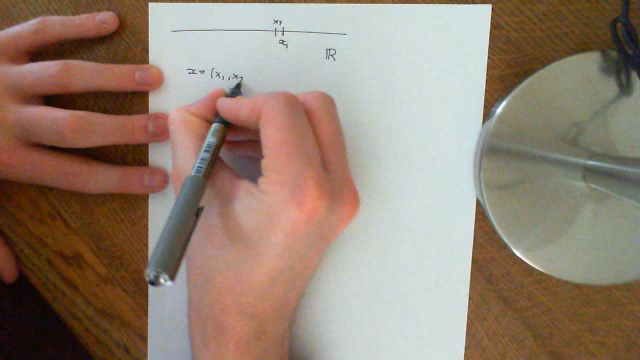 x₂
x₁
ℝ
x = (x₁, x₂